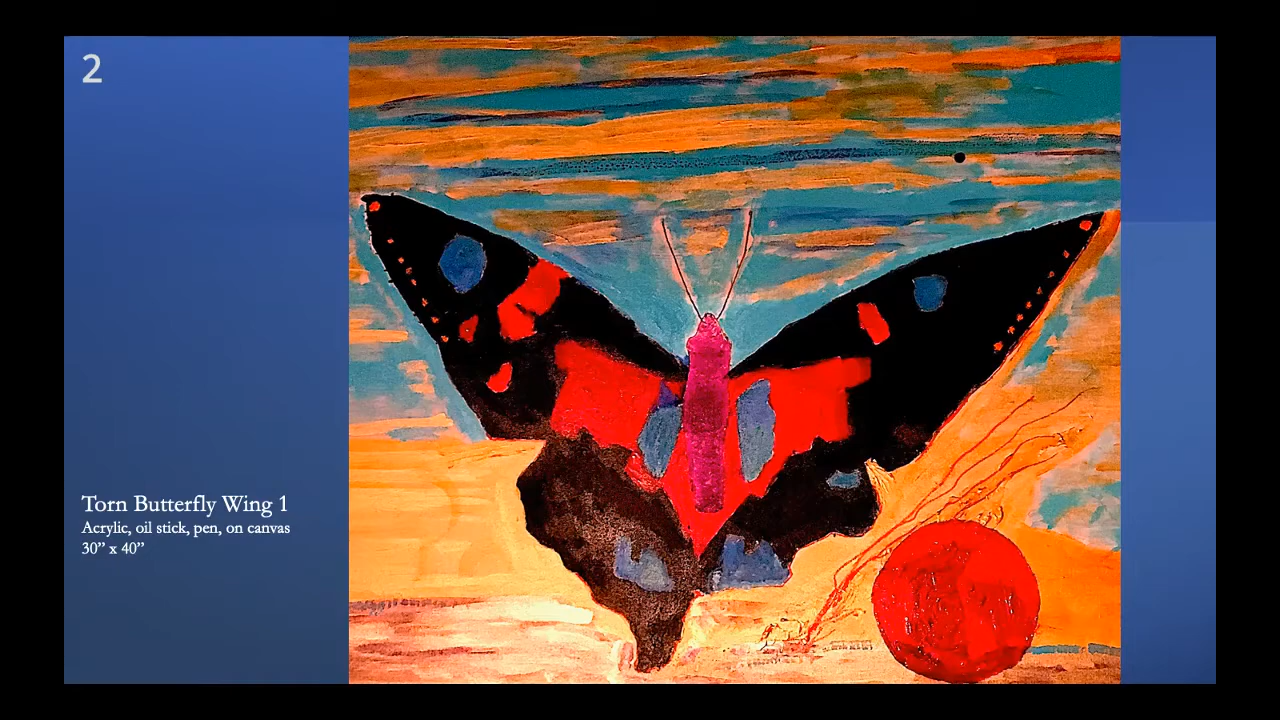 2
Torn Butterfly Wing 1
Acrylic, oil stick, pen, on canvas
30” x 40”